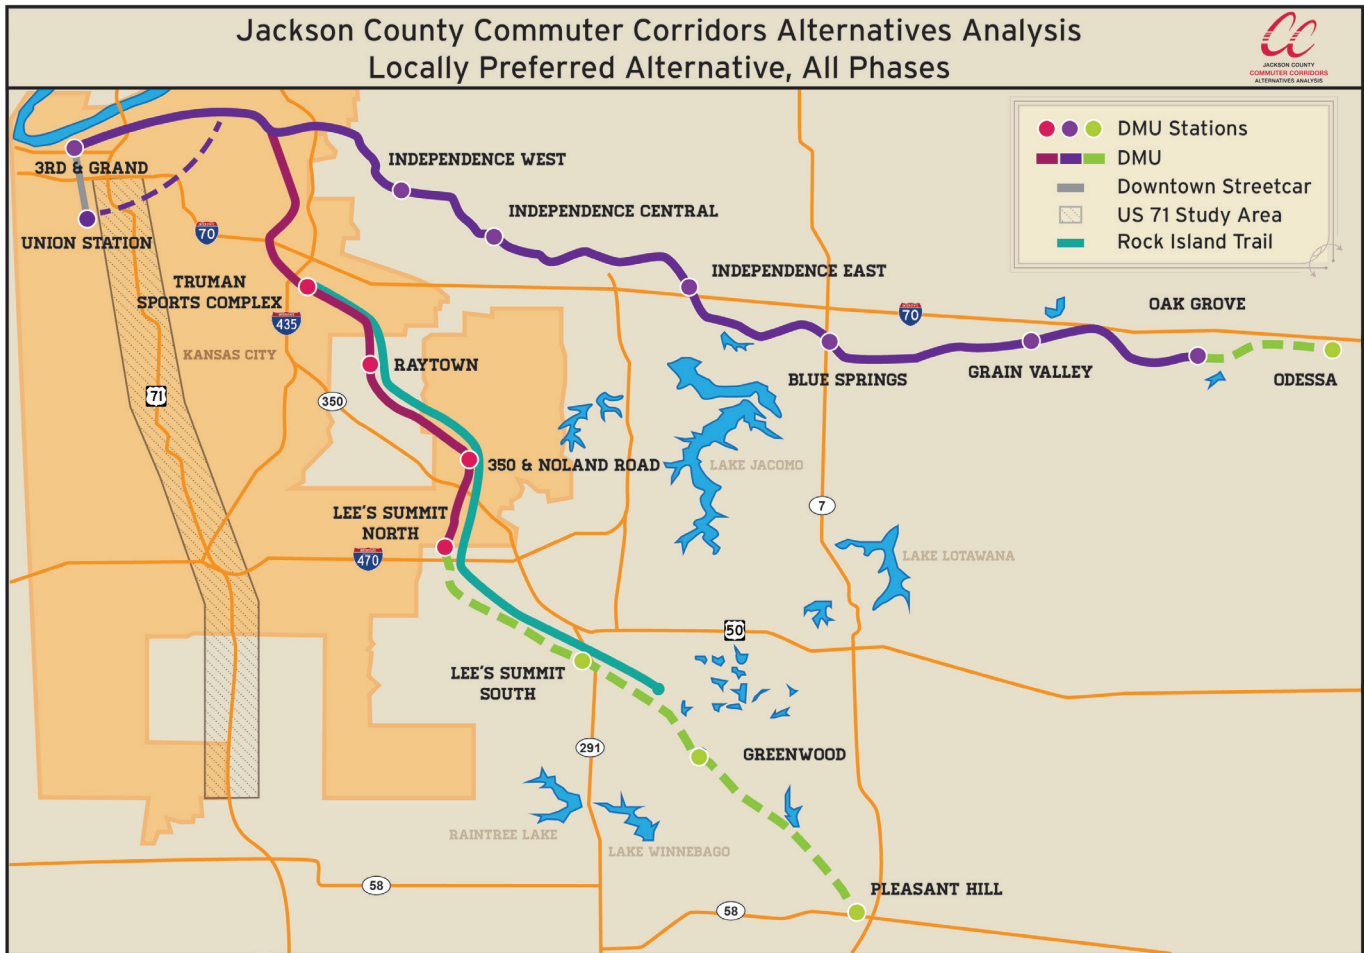 Jackson County Commuter Corridors Alternatives Analysis
Locally Preferred Alternative, All Phases
CC
JACKSON COUNTY
COMMUTER CORRIDORS
ALTERNATIVES ANALYSIS
DMU Stations
DMU
Downtown Streetcar
US 71 Study Area
Rock Island Trail
3RD & GRAND
INDEPENDENCE WEST
INDEPENDENCE CENTRAL
UNION STATION
70
INDEPENDENCE EAST
TRUMAN
SPORTS COMPLEX
435
70
OAK GROVE
KANSAS CITY
RAYTOWN
BLUE SPRINGS
GRAIN VALLEY
ODESSA
71
350
350 & NOLAND ROAD
LAKE JACOMO
7
LEE'S SUMMIT
NORTH
470
LAKE LOTAWANA
50
LEE'S SUMMIT
SOUTH
291
GREENWOOD
RAINTREE LAKE
LAKE WINNEBAGO
58
PLEASANT HILL
58